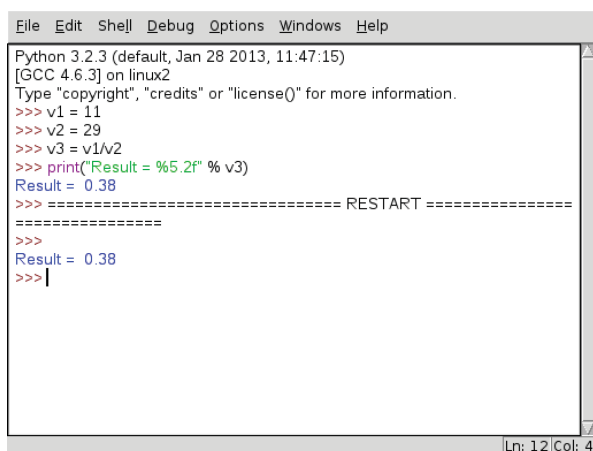 File Edit Shell Debug Options Windows Help
Python 3.2.3 (default, Jan 28 2013, 11:47:15)
[GCC 4.6.3] on linux2
Type "copyright", "credits" or "license()" for more information.
>>> v1 = 11
>>> v2 = 29
>>> v3 = v1/v2
>>> print("Result = %5.2f" % v3)
Result =  0.38
>>> ================================ RESTART ================
================
>>>
Result =  0.38
>>>
Ln: 12 Col: 4